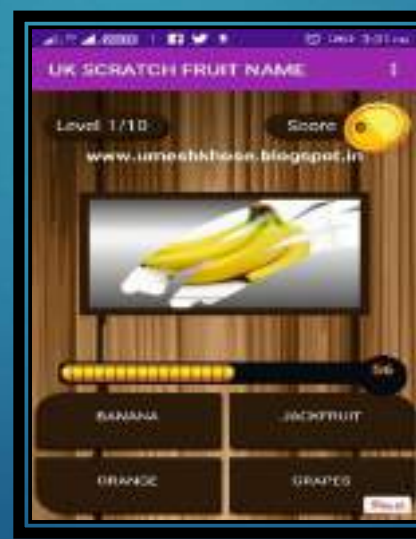 UK SCRATCH FRUIT NAME
Level 1/10 Score
www.umeshkhose.blogspot.in
56
BANANA JACKFRUIT
ORANGE GRAPES